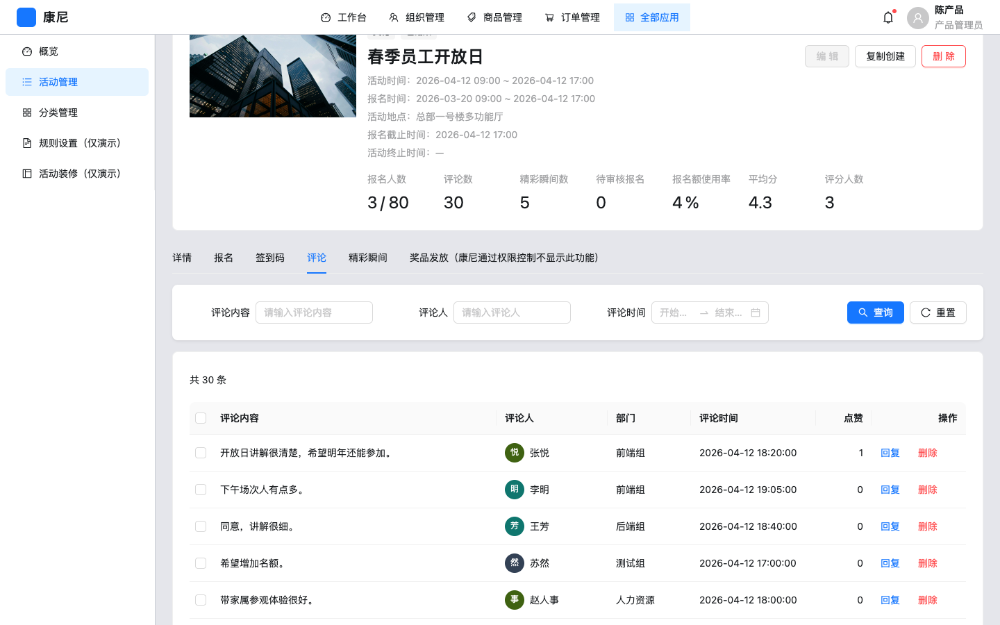 康尼
工作台
组织管理
商品管理
订单管理
全部应用
陈产品
产品管理员
概览
活动管理
分类管理
规则设置（仅演示）
活动装修（仅演示）
春季员工开放日
编 辑
复制创建
删 除
活动时间：2026-04-12 09:00 ~ 2026-04-12 17:00
报名时间：2026-03-20 09:00 ~ 2026-04-12 17:00
活动地点：总部一号楼多功能厅
报名截止时间：2026-04-12 17:00
活动终止时间：—
报名人数 评论数 精彩瞬间数 待审核报名 报名额使用率 平均分 评分人数
3 / 80 30 5 0 4 % 4.3 3
详情 报名 签到码 评论 精彩瞬间 奖品发放（康尼通过权限控制不显示此功能）
评论内容 请输入评论内容 评论人 请输入评论人 评论时间 开始... 结束... 查询 重置
共 30 条
评论内容 评论人 部门 评论时间 点赞 操作
开放日讲解很清楚，希望明年还能参加。 悦 张悦 前端组 2026-04-12 18:20:00 1 回复 删除
下午场次人有点多。 明 李明 前端组 2026-04-12 19:05:00 0 回复 删除
同意，讲解很细。 芳 王芳 后端组 2026-04-12 18:40:00 0 回复 删除
希望增加名额。 然 苏然 测试组 2026-04-12 17:00:00 0 回复 删除
带家属参观体验很好。 事 赵人事 人力资源 2026-04-12 18:00:00 0 回复 删除